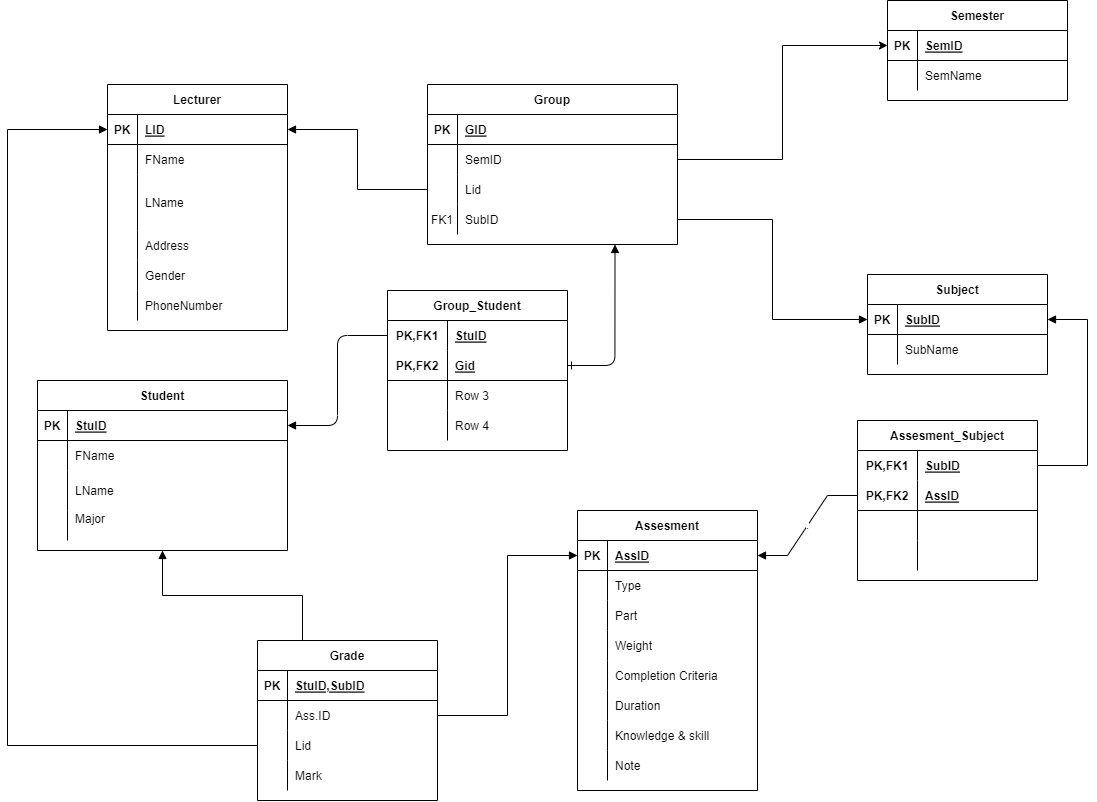 Semester
PK SemID
SemName
Lecturer
PK LID
FName
LName
Address
Gender
PhoneNumber
Group
PK GID
SemID
Lid
FK1 SubID
Subject
PK SubID
SubName
Group_Student
PK,FK1 StuID
PK,FK2 Gid
Row 3
Row 4
Student
PK StuID
FName
LName
Major
Assesment_Subject
PK,FK1 SubID
PK,FK2 AssID
Assesment
PK AssID
Type
Part
Weight
Completion Criteria
Duration
Knowledge & skill
Note
Grade
PK StuID,SubID
Ass.ID
Lid
Mark